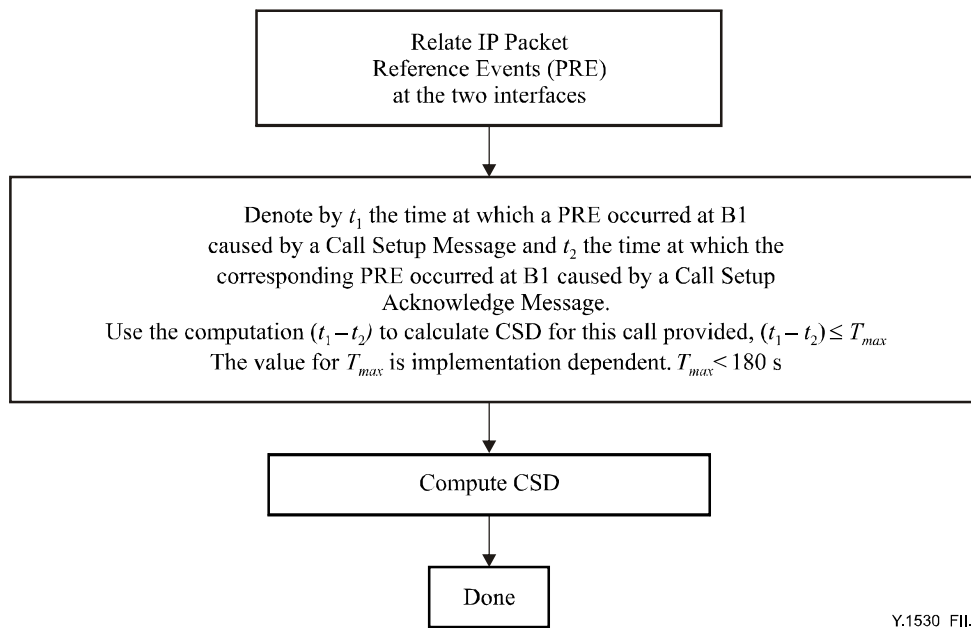 Relate IP Packet
Reference Events (PRE)
at the two interfaces
Denote by t₁ the time at which a PRE occurred at B1
caused by a Call Setup Message and t₂ the time at which the
corresponding PRE occurred at B1 caused by a Call Setup
Acknowledge Message.
Use the computation (t₁ – t₂) to calculate CSD for this call provided, (t₁ – t₂) ≤ Tmax
The value for Tmax is implementation dependent. Tmax < 180 s
Compute CSD
Done
Y.1530_FII.